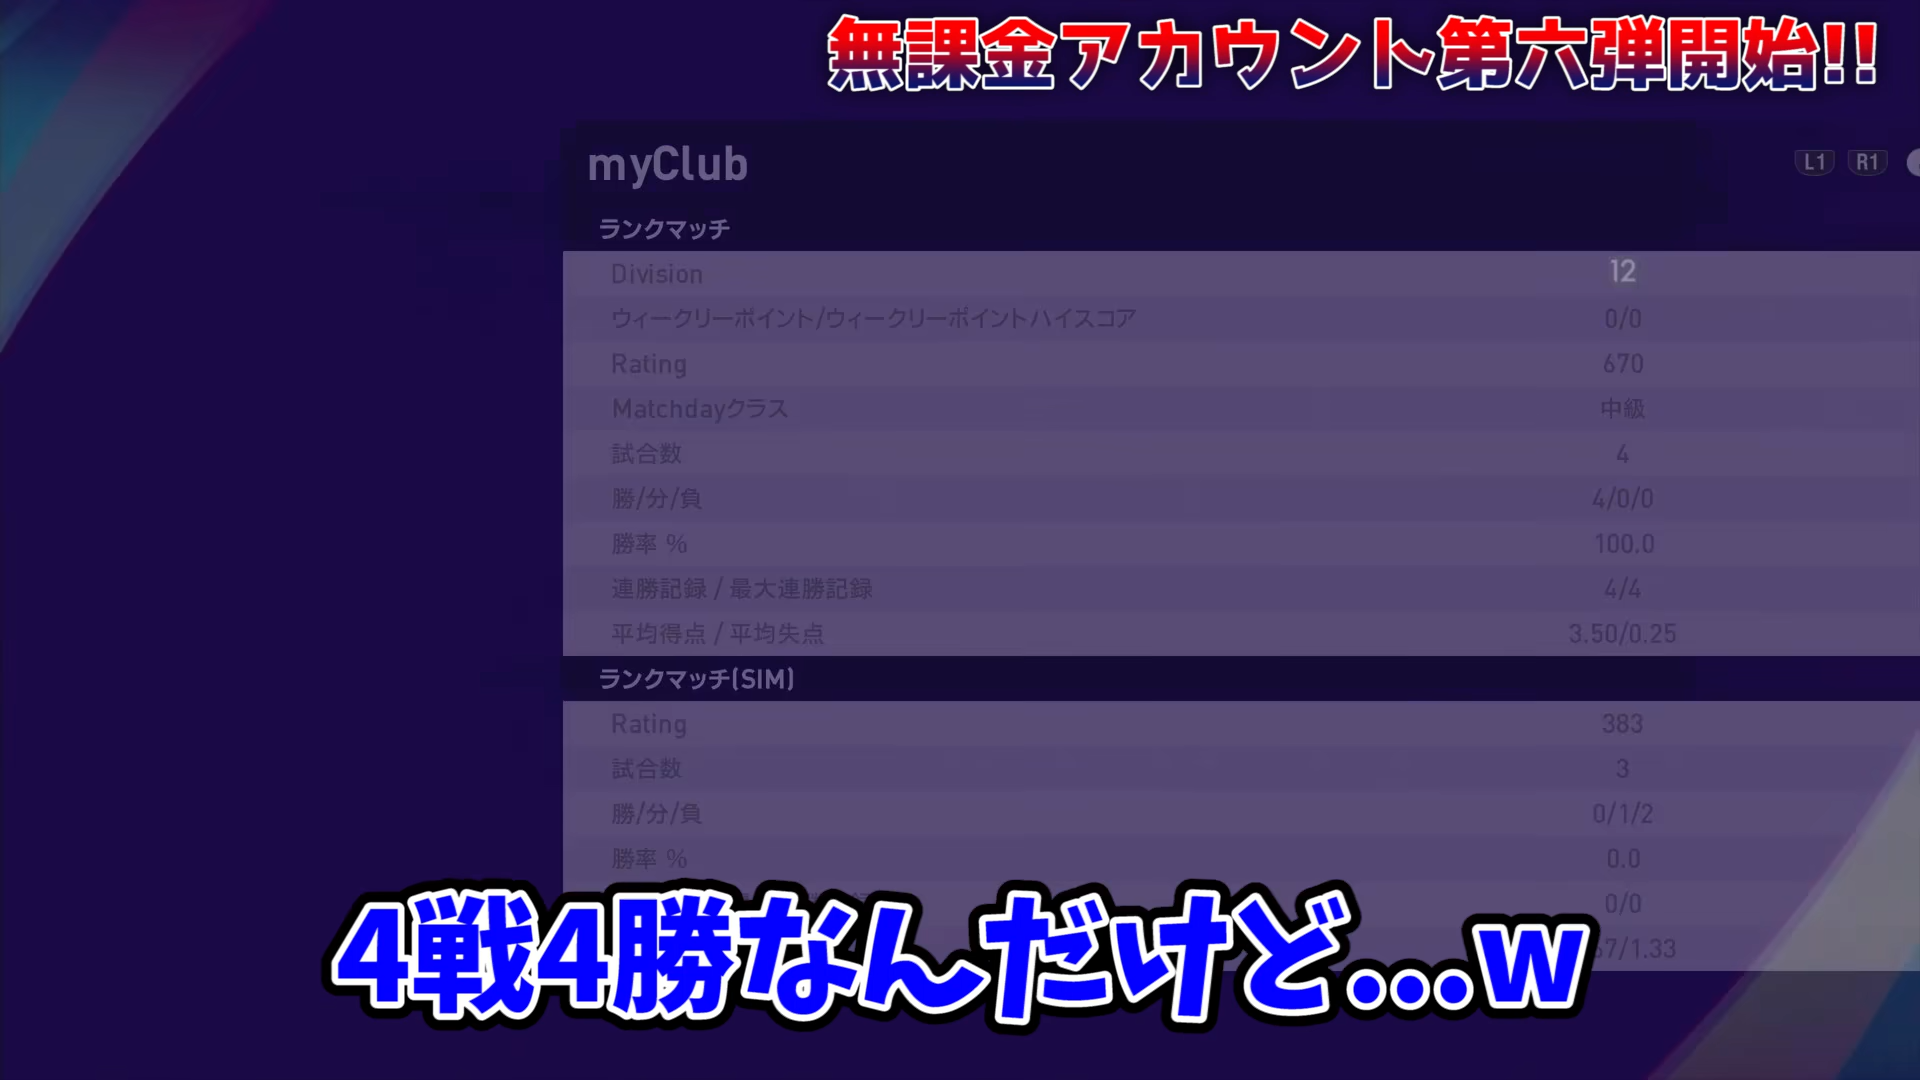 無課金アカウント第六弾開始!!
myClub
L1 R1
ランクマッチ
Division 12
ウィークリーポイント/ウィークリーポイントハイスコア 0/0
Rating 670
Matchdayクラス 中級
試合数 4
勝/分/負 4/0/0
勝率 % 100.0
連勝記録 / 最大連勝記録 4/4
平均得点 / 平均失点 3.50/0.25
ランクマッチ(SIM)
Rating 383
試合数 3
勝/分/負 0/1/2
勝率 % 0.0
0/0
67/1.33
4戦4勝なんだけど...w